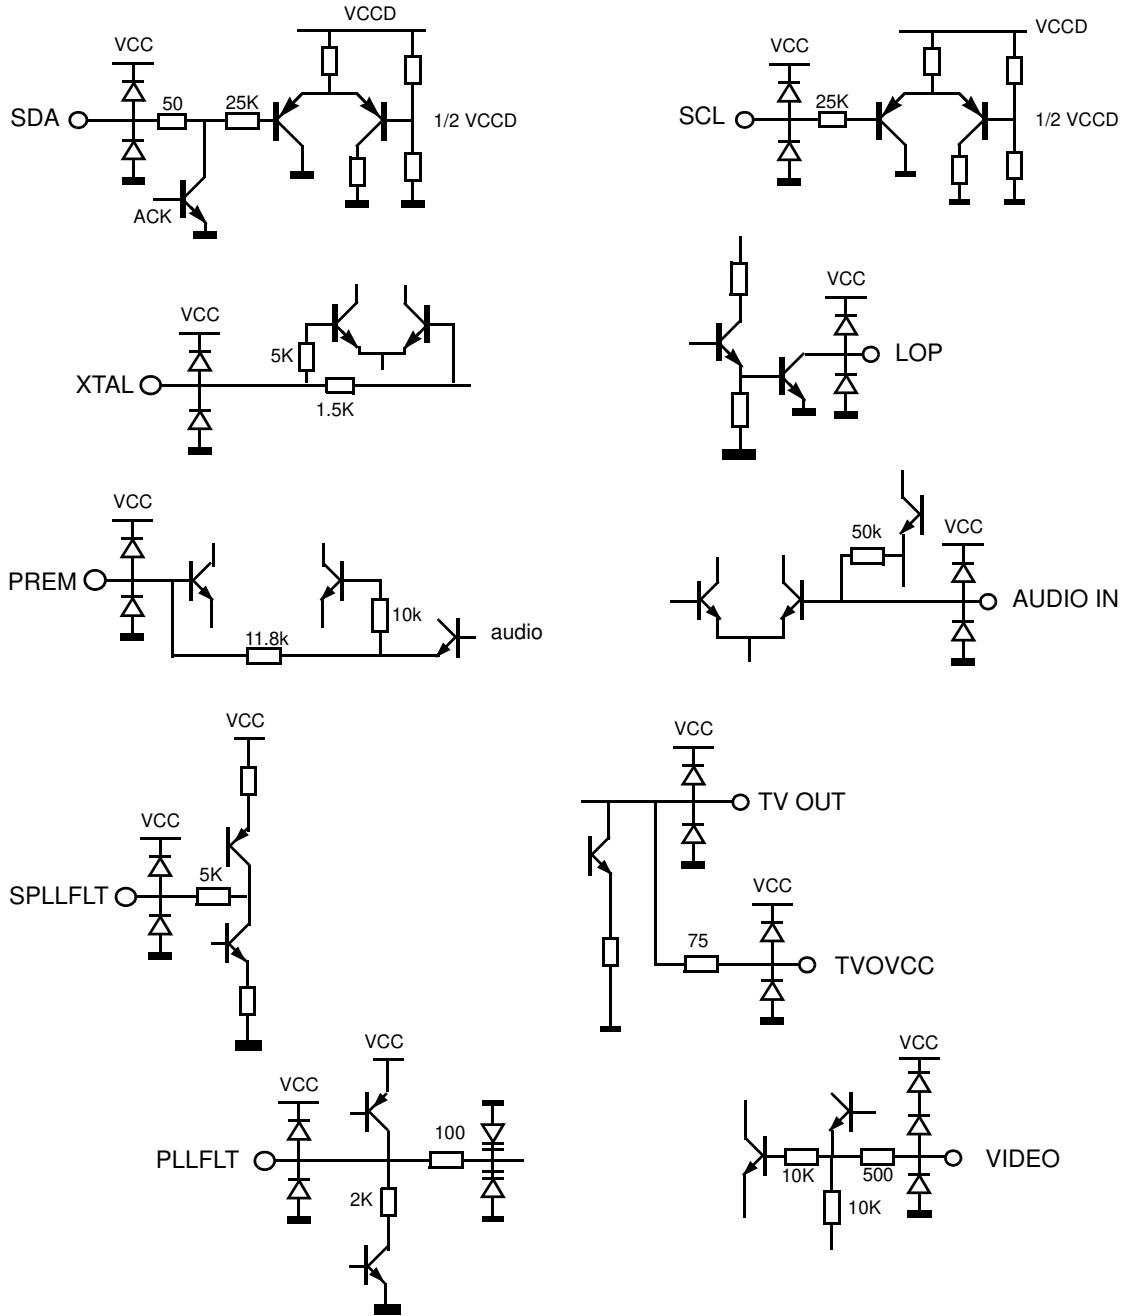 VCCD
VCC
50
25K
SDA
1/2 VCCD
ACK
VCCD
VCC
25K
SCL
1/2 VCCD
VCC
5K
XTAL
1.5K
VCC
LOP
VCC
PREM
10k
11.8k
audio
50k
VCC
AUDIO IN
VCC
VCC
5K
SPLLFLT
VCC
TV OUT
VCC
75
TVOVCC
VCC
VCC
100
PLLFLT
2K
VCC
10K
500
VIDEO
10K